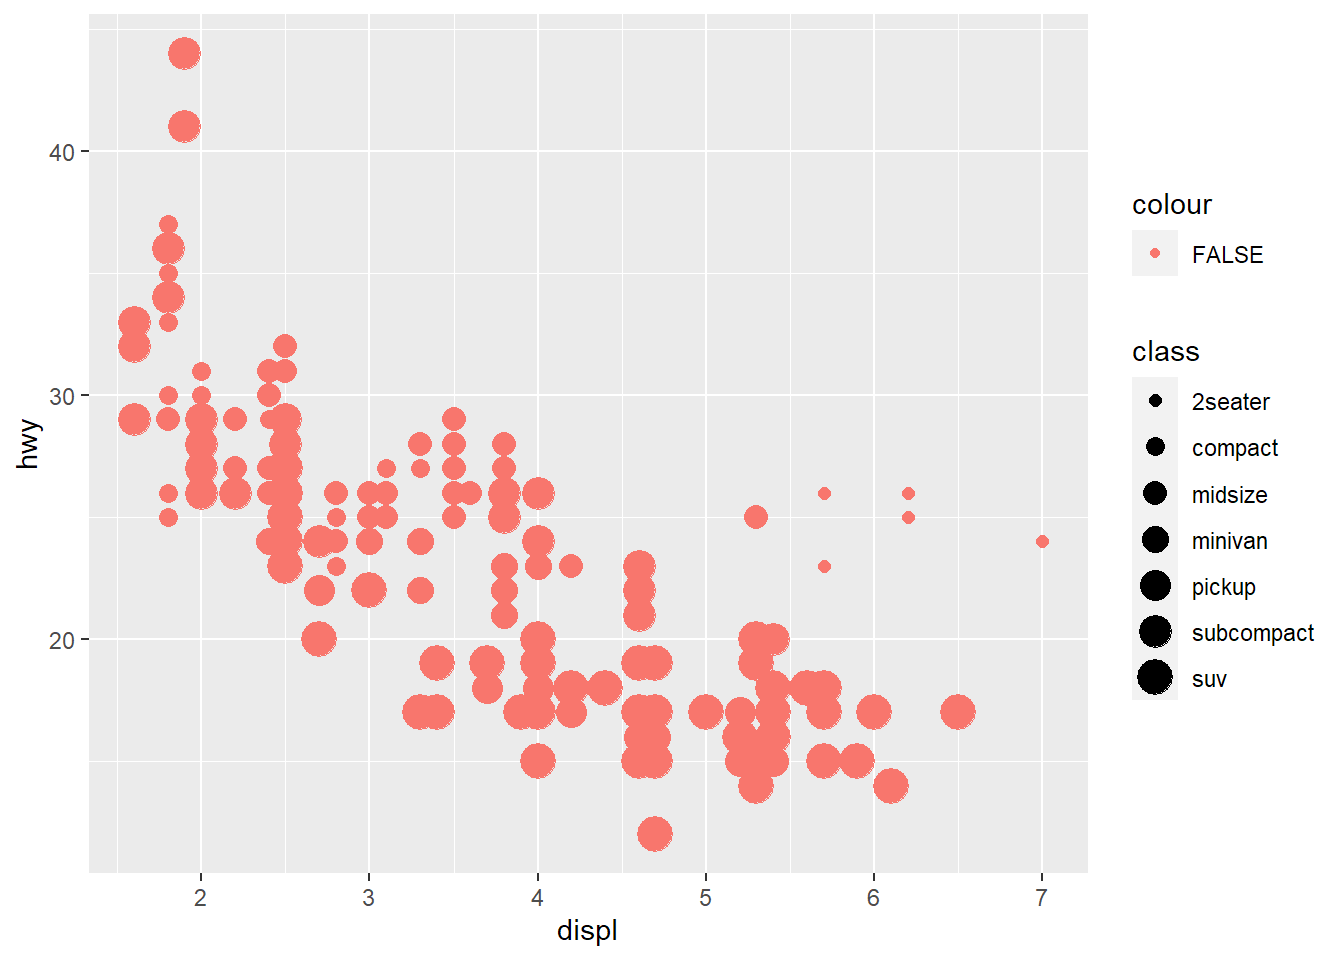 40
30
20
hwy
2
3
4
5
6
7
displ
colour
FALSE
class
2seater
compact
midsize
minivan
pickup
subcompact
suv